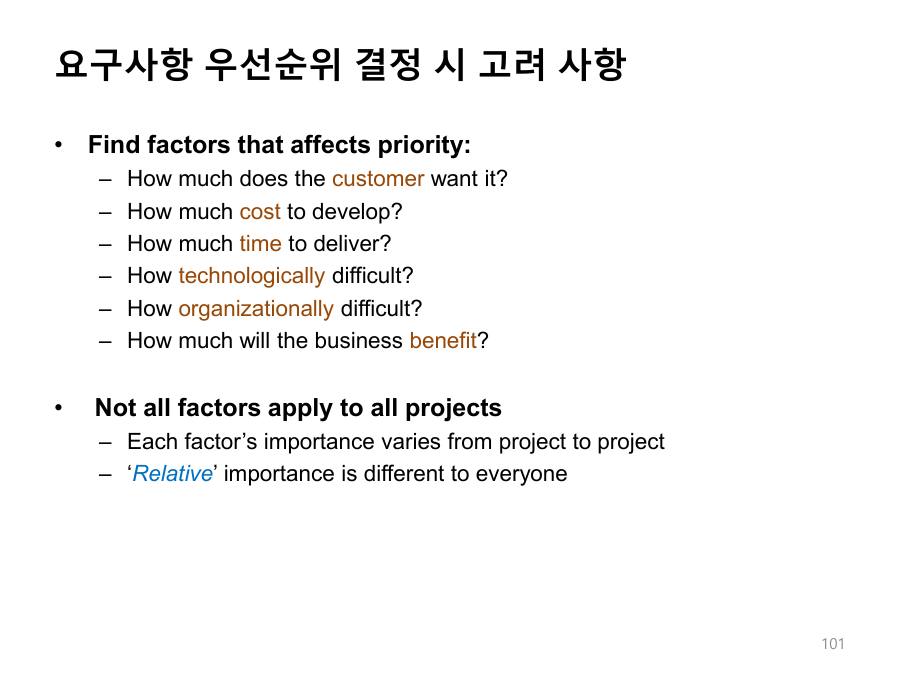 요구사항 우선순위 결정 시 고려 사항
• Find factors that affects priority:
– How much does the customer want it?
– How much cost to develop?
– How much time to deliver?
– How technologically difficult?
– How organizationally difficult?
– How much will the business benefit?
• Not all factors apply to all projects
– Each factor’s importance varies from project to project
– ‘Relative’ importance is different to everyone
101